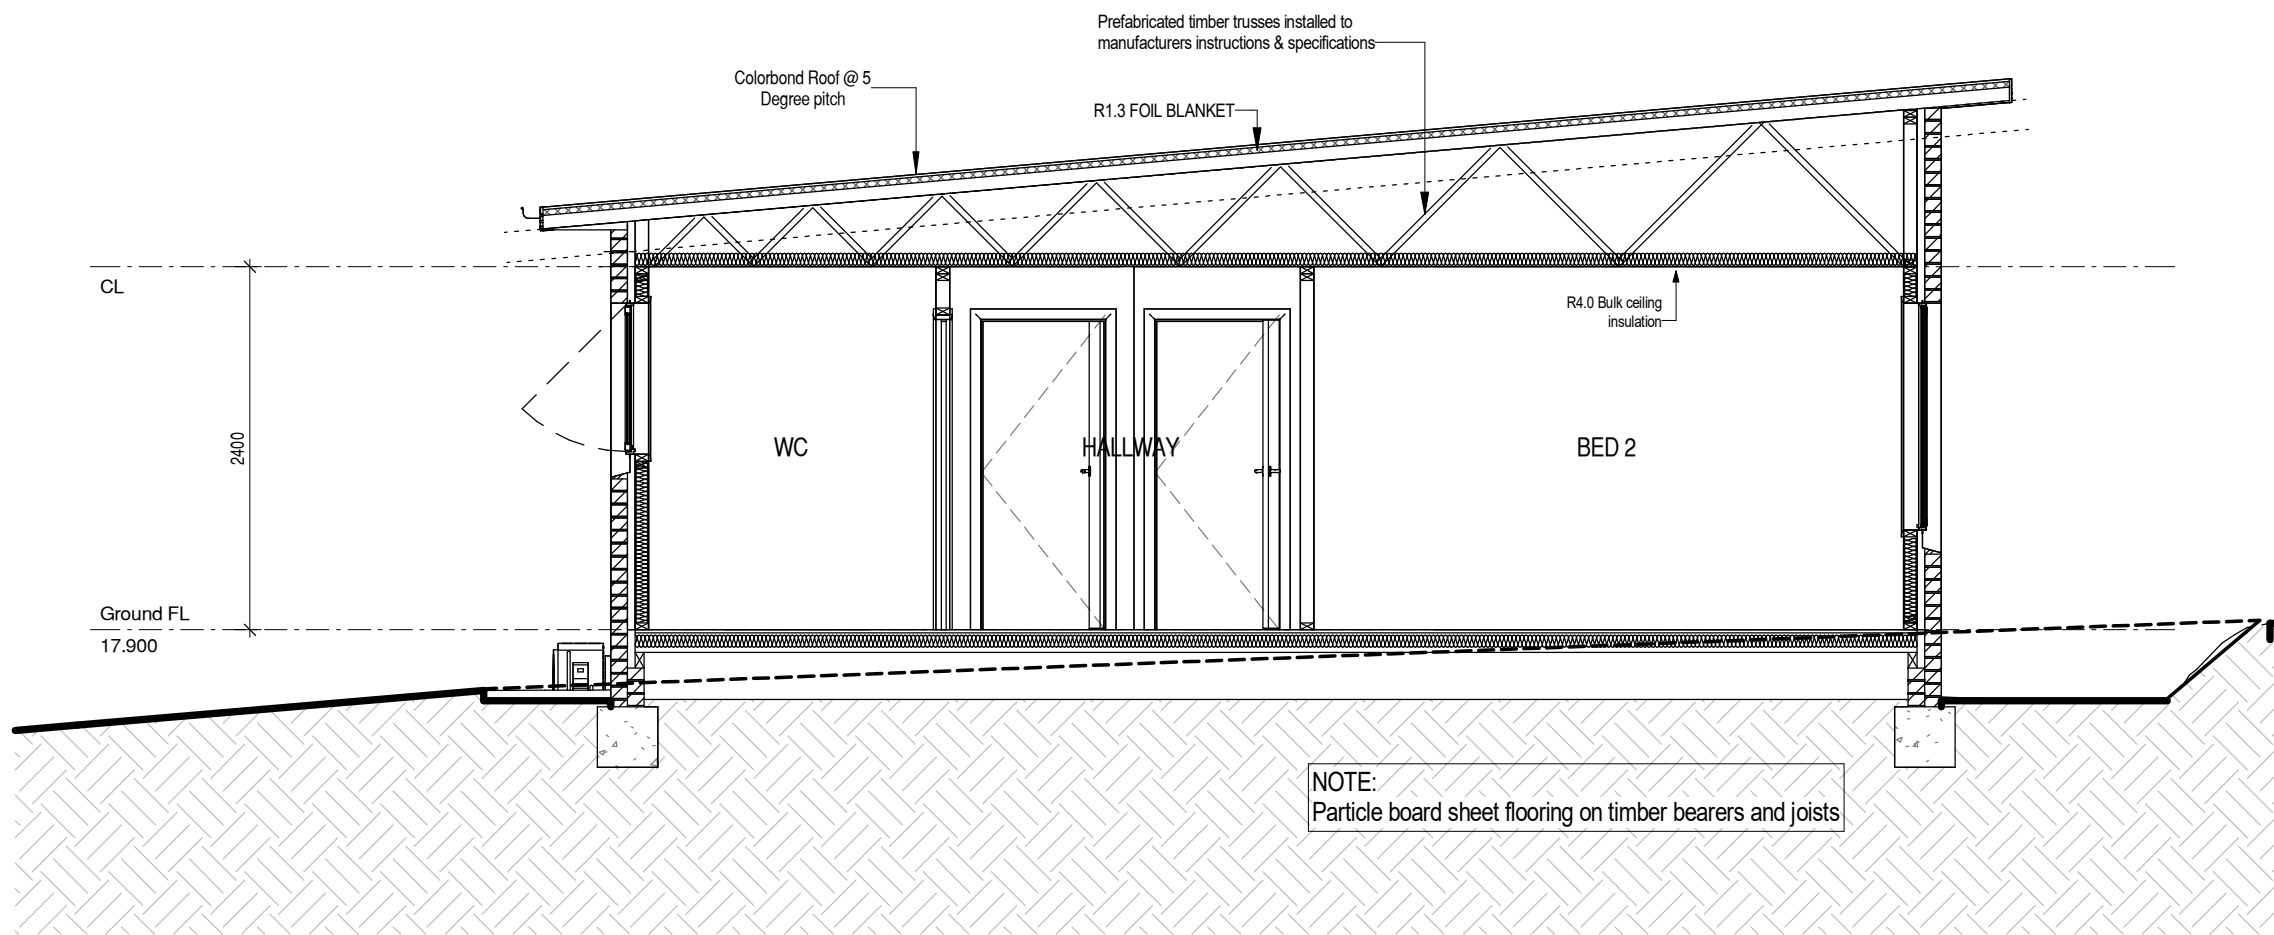 Prefabricated timber trusses installed to
manufacturers instructions & specifications
Colorbond Roof @ 5
Degree pitch
R1.3 FOIL BLANKET
CL
R4.0 Bulk ceiling
insulation
2400
WC
HALLWAY
BED 2
Ground FL
17.900
NOTE:
Particle board sheet flooring on timber bearers and joists